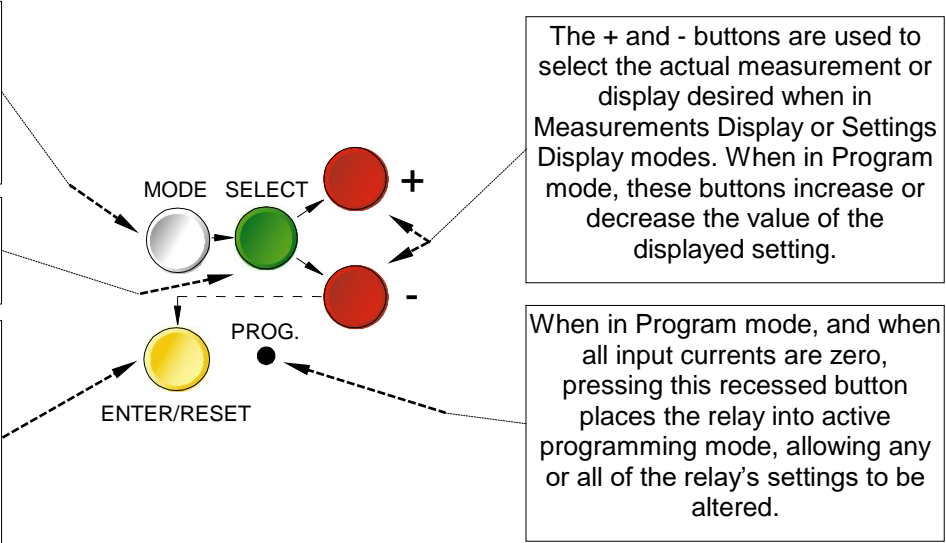 The + and - buttons are used to
select the actual measurement or
display desired when in
Measurements Display or Settings
Display modes. When in Program
mode, these buttons increase or
decrease the value of the
displayed setting.
MODE SELECT +
-
PROG.
ENTER/RESET
When in Program mode, and when
all input currents are zero,
pressing this recessed button
places the relay into active
programming mode, allowing any
or all of the relay's settings to be
altered.